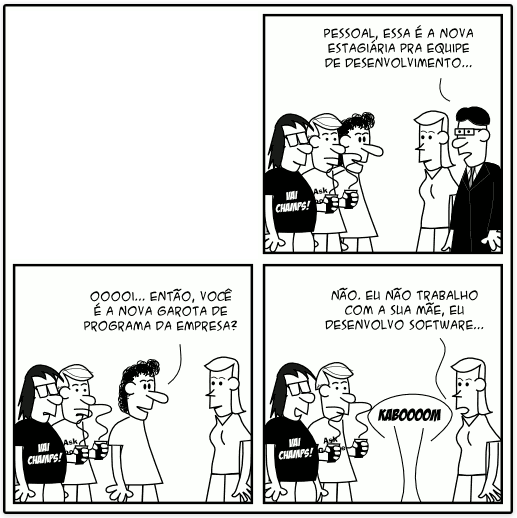 PESSOAL, ESSA É A NOVA
ESTAGIÁRIA PRA EQUIPE
DE DESENVOLVIMENTO...
VAI
CHAMPS!
Ask
OOOOI... ENTÃO, VOCÊ
É A NOVA GAROTA DE
PROGRAMA DA EMPRESA?
VAI
CHAMPS!
Ask
NÃO. EU NÃO TRABALHO
COM A SUA MÃE, EU
DESENVOLVO SOFTWARE...
KABOOOOM
VAI
CHAMPS!
Ask